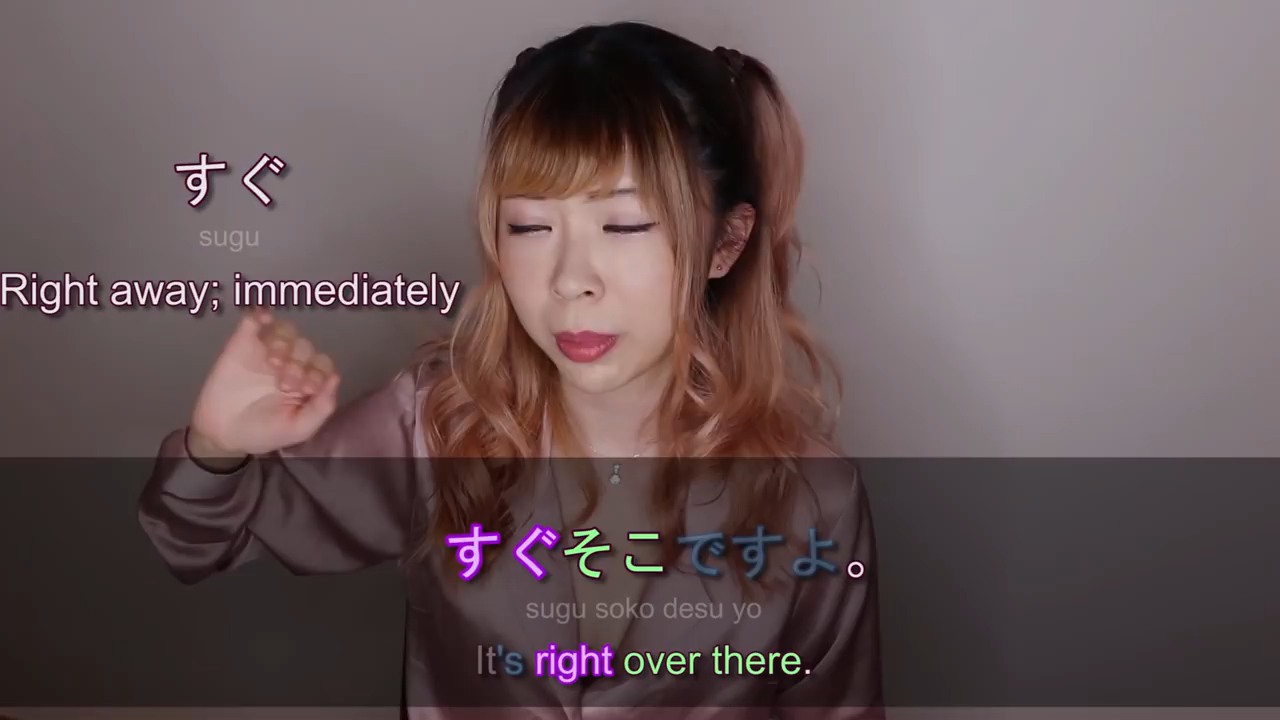 すぐ
sugu
Right away; immediately
すぐそこですよ。
sugu soko desu yo
It's right over there.